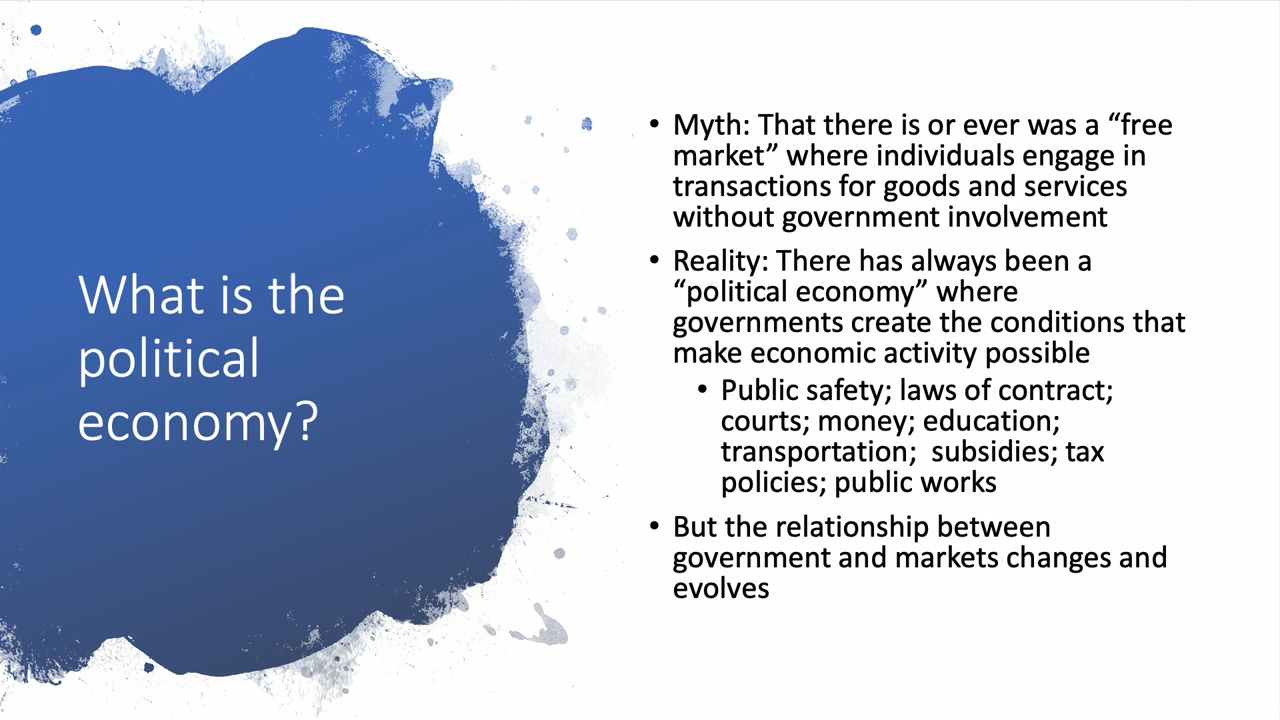 What is the
political
economy?
• Myth: That there is or ever was a “free
market” where individuals engage in
transactions for goods and services
without government involvement
• Reality: There has always been a
“political economy” where
governments create the conditions that
make economic activity possible
• Public safety; laws of contract;
courts; money; education;
transportation;  subsidies; tax
policies; public works
• But the relationship between
government and markets changes and
evolves